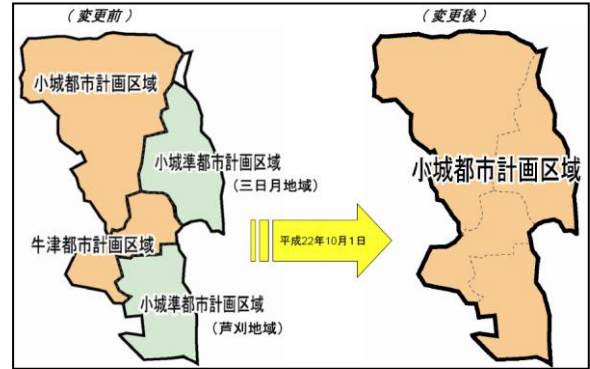 （変更前）
（変更後）
小城都市計画区域
小城準都市計画区域
（三日月地域）
牛津都市計画区域
小城準都市計画区域
（芦刈地域）
平成22年10月1日
小城都市計画区域